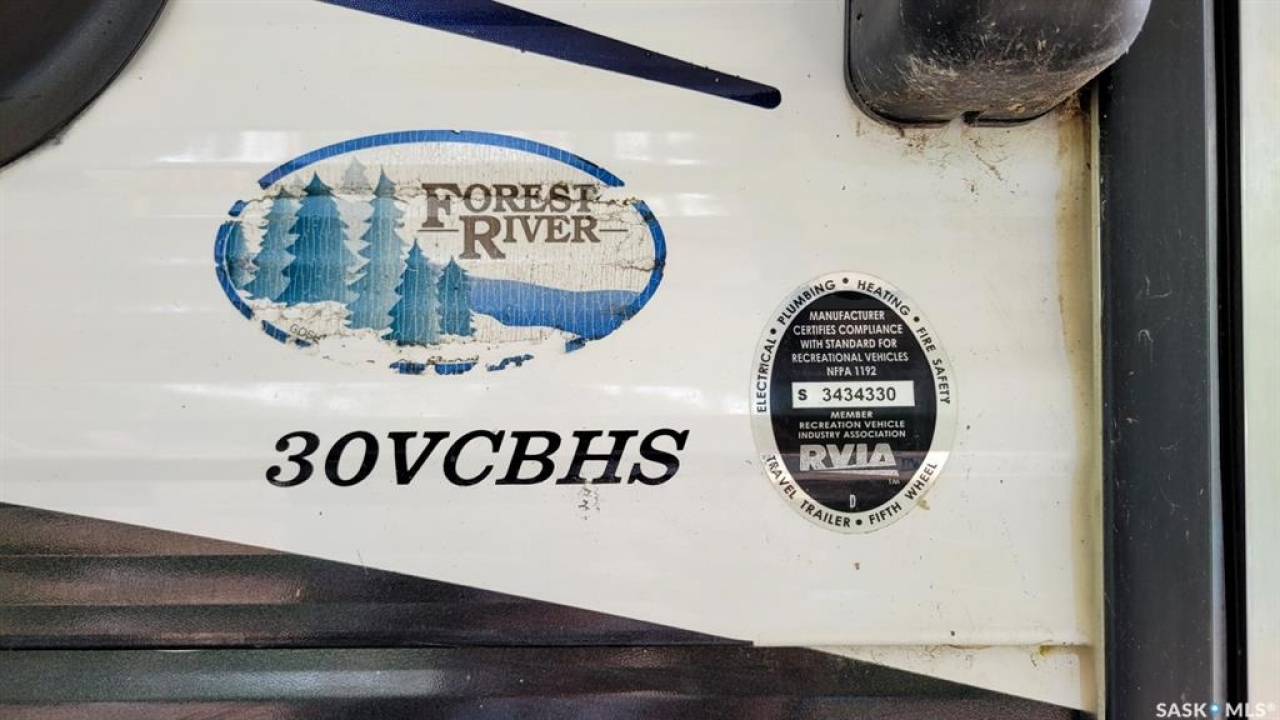 FOREST
RIVER
30VCBHS
ELECTRICAL • PLUMBING • HEATING • FIRE SAFETY
MANUFACTURER
CERTIFIES COMPLIANCE
WITH STANDARD FOR
RECREATIONAL VEHICLES
NFPA 1192
S 3434330
MEMBER
RECREATION VEHICLE
INDUSTRY ASSOCIATION
RVIA
TM
D
TRAVEL TRAILER • FIFTH WHEEL
SASK•MLS®